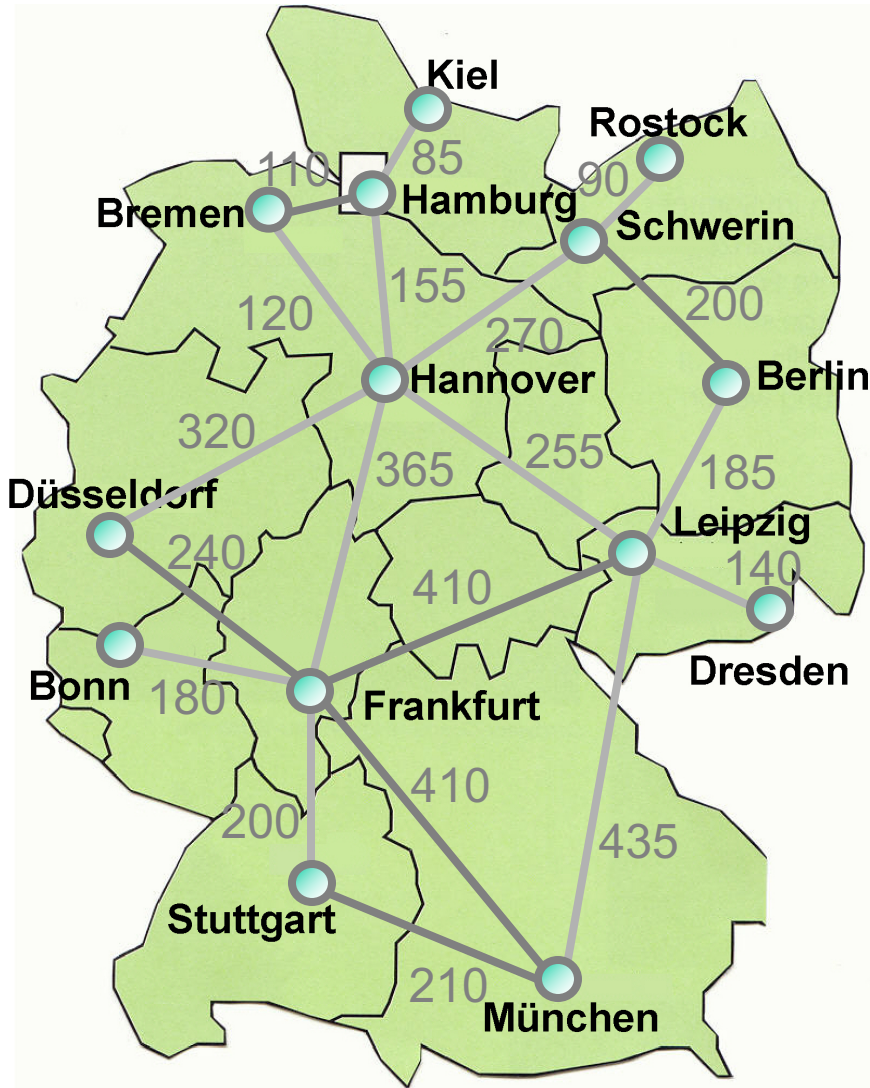 Kiel
Rostock
110
85
90
Bremen
Hamburg
Schwerin
155
120
200
270
Hannover
Berlin
320
255
365
185
Düsseldorf
Leipzig
240
140
410
Bonn
180
Dresden
Frankfurt
410
200
435
Stuttgart
210
München